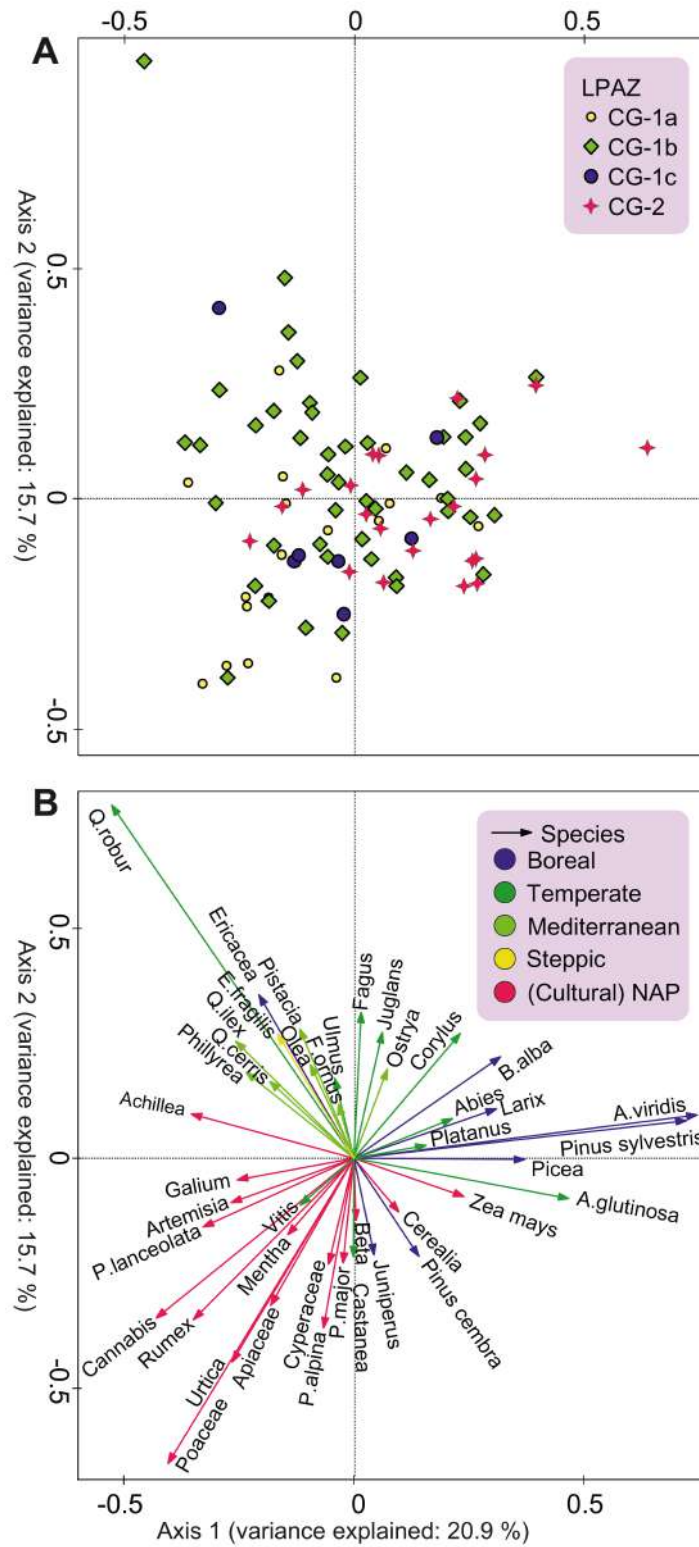 -0.5 0 0.5
A
LPAZ
CG-1a
CG-1b
CG-1c
CG-2
Axis 2 (variance explained: 15.7 %)
0.5
0
-0.5
B
Species
Boreal
Temperate
Mediterranean
Steppic
(Cultural) NAP
Axis 2 (variance explained: 15.7 %)
0.5
0
-0.5
Q.robur
Ericacea
Pistacia
E.fragilis
Olea
Q.ilex
F.ornus
Ulmus
Q.cerris
Phillyrea
Fagus
Juglans
Ostrya
Corylus
B.alba
Achillea
Abies
Larix
A.viridis
Platanus
Pinus sylvestris
Picea
Galium
Artemisia
P.lanceolata
Vitis
Mentha
Zea mays
A.glutinosa
Cerealia
Beta
Cannabis
Rumex
Urtica
Apiaceae
Cyperaceae
P.alpina
P.major
Castanea
Juniperus
Pinus cembra
Poaceae
-0.5 0 0.5
Axis 1 (variance explained: 20.9 %)